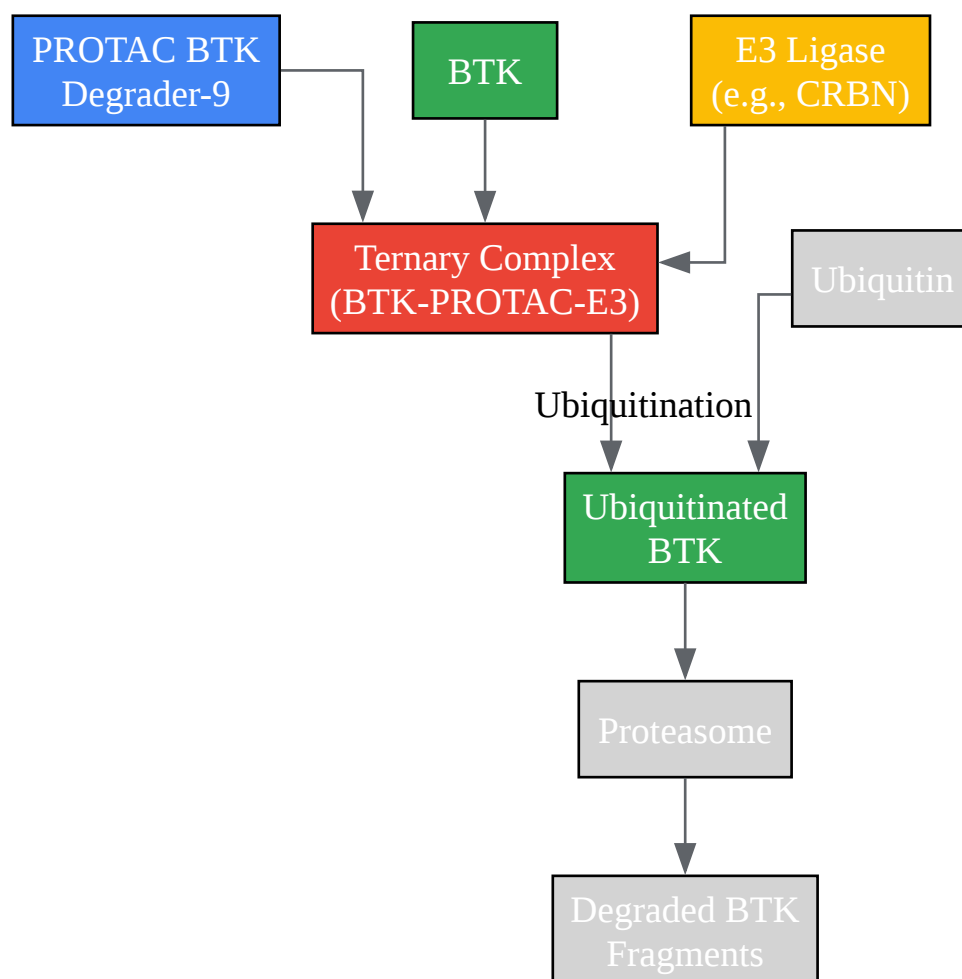 PROTAC BTK
Degrader-9
BTK
E3 Ligase
(e.g., CRBN)
Ternary Complex
(BTK-PROTAC-E3)
Ubiquitin
Ubiquitination
Ubiquitinated
BTK
Proteasome
Degraded BTK
Fragments